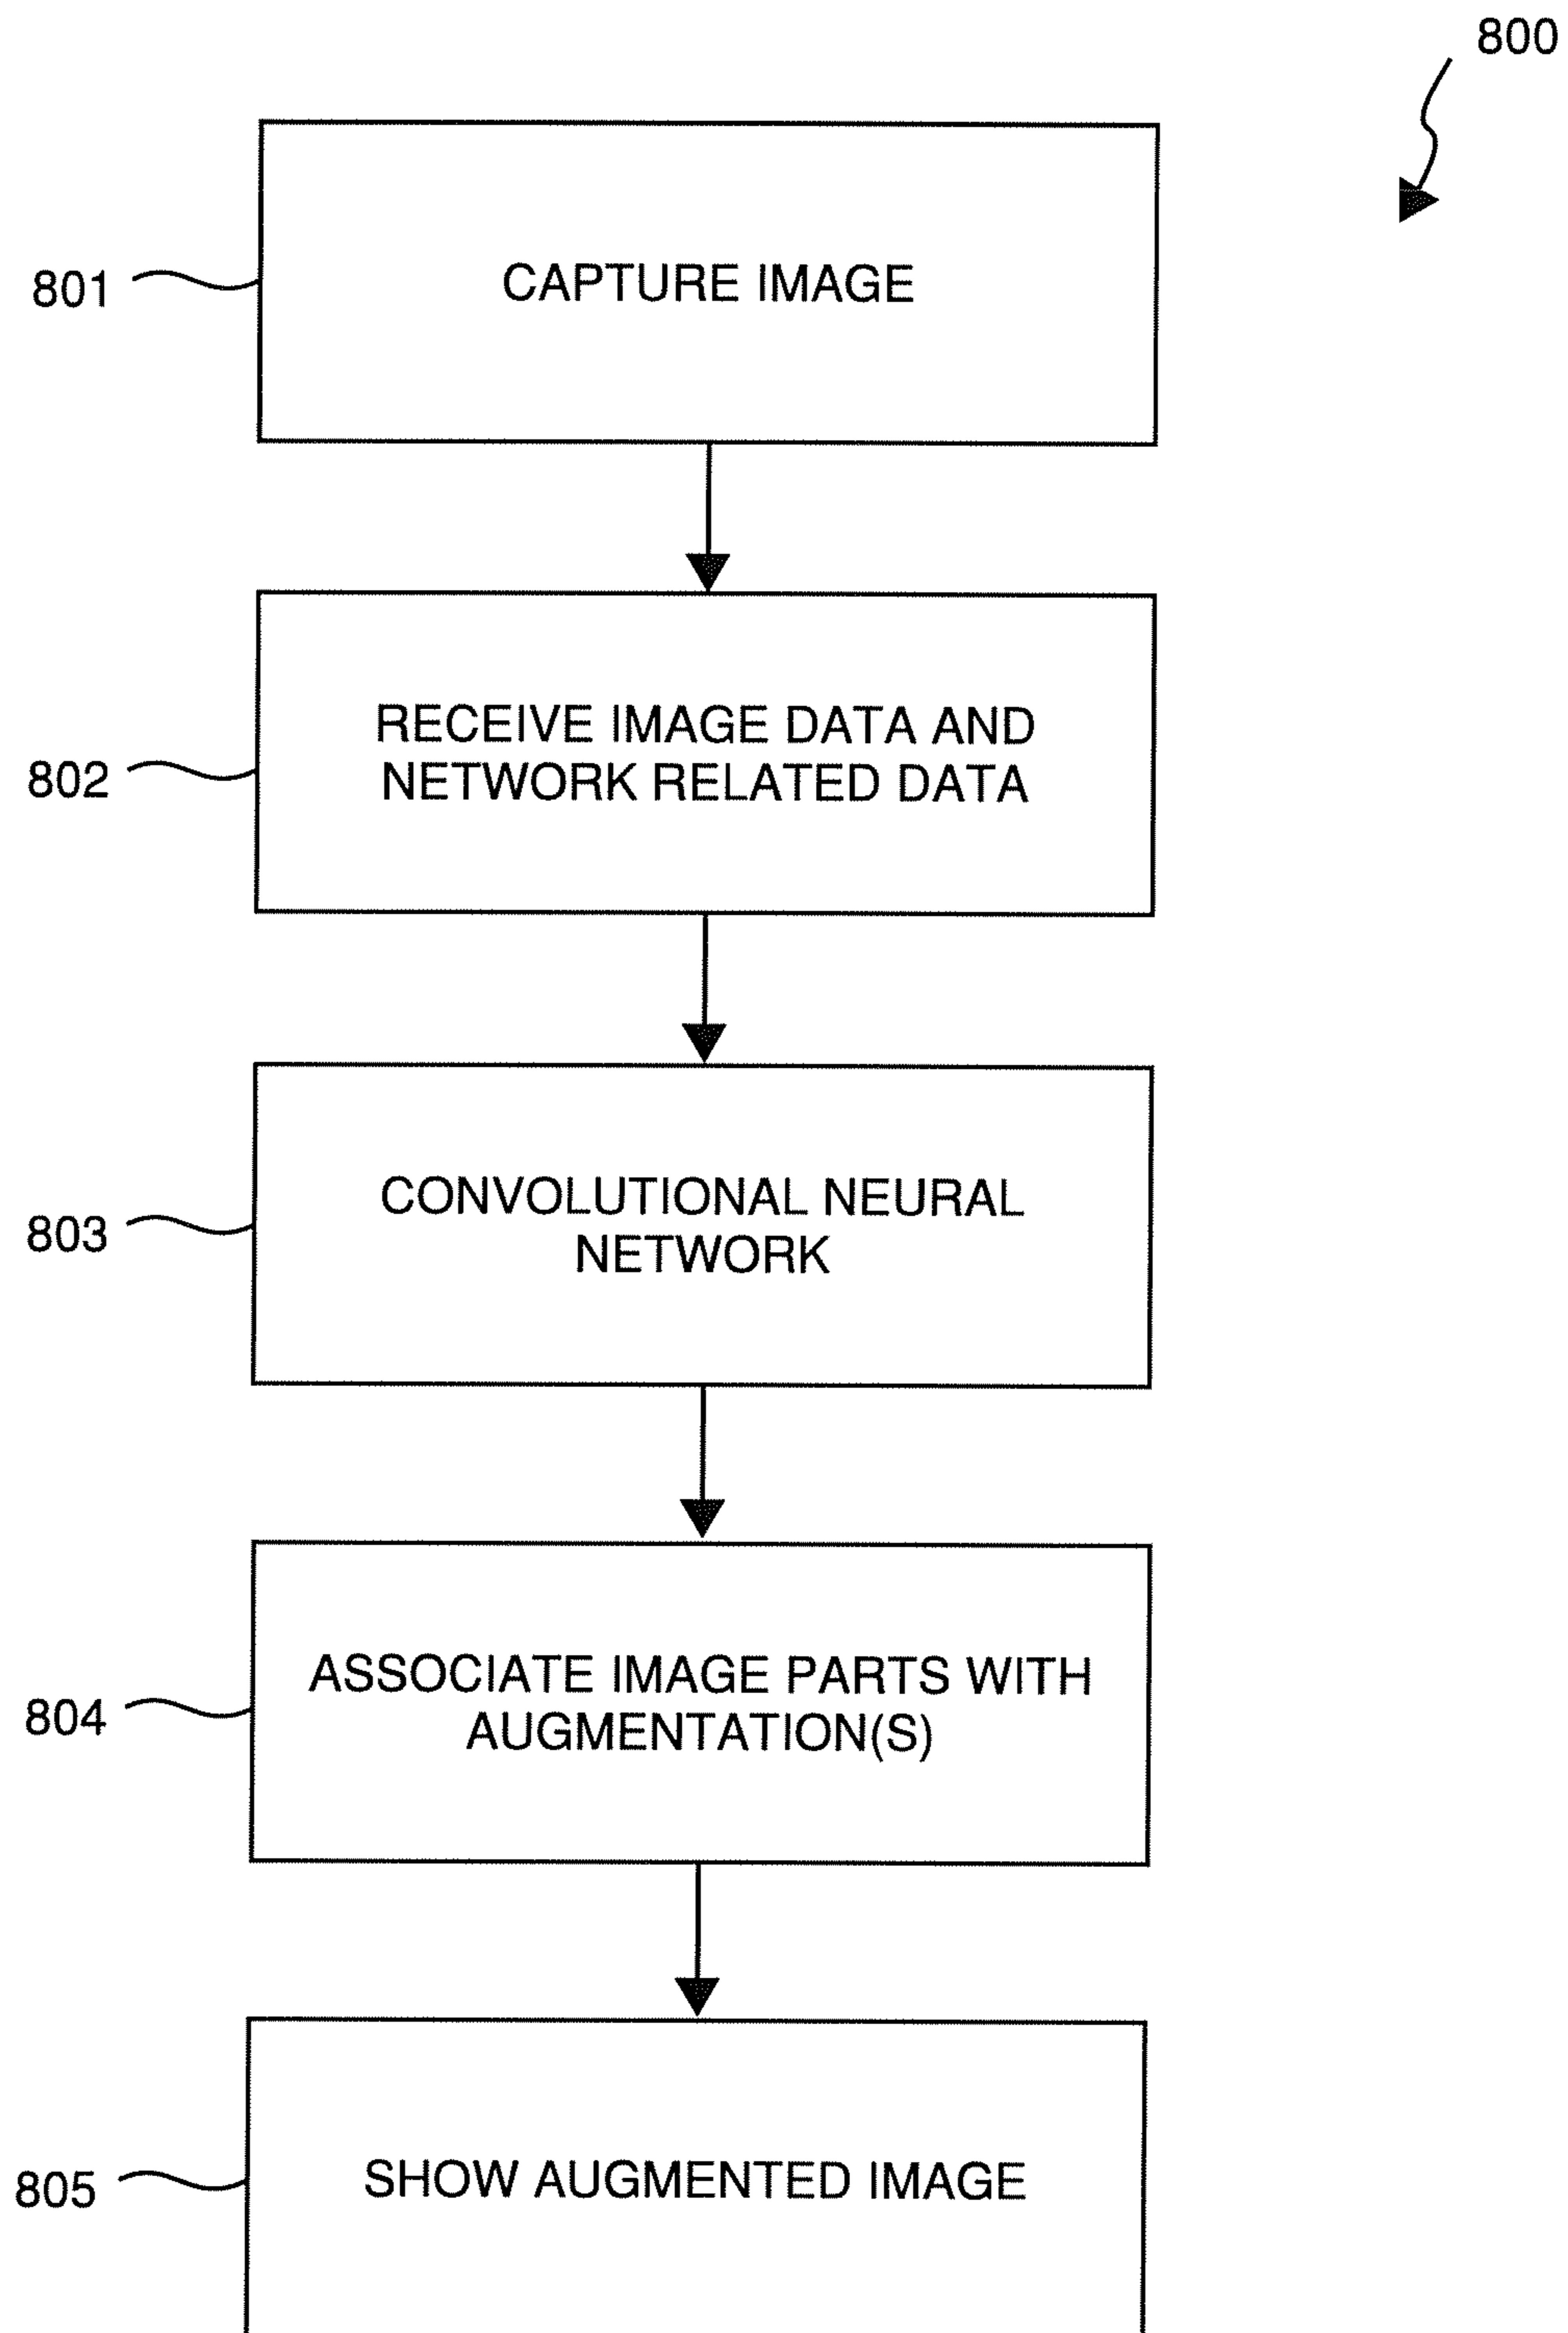 800
801
CAPTURE IMAGE
802
RECEIVE IMAGE DATA AND
NETWORK RELATED DATA
803
CONVOLUTIONAL NEURAL
NETWORK
804
ASSOCIATE IMAGE PARTS WITH
AUGMENTATION(S)
805
SHOW AUGMENTED IMAGE